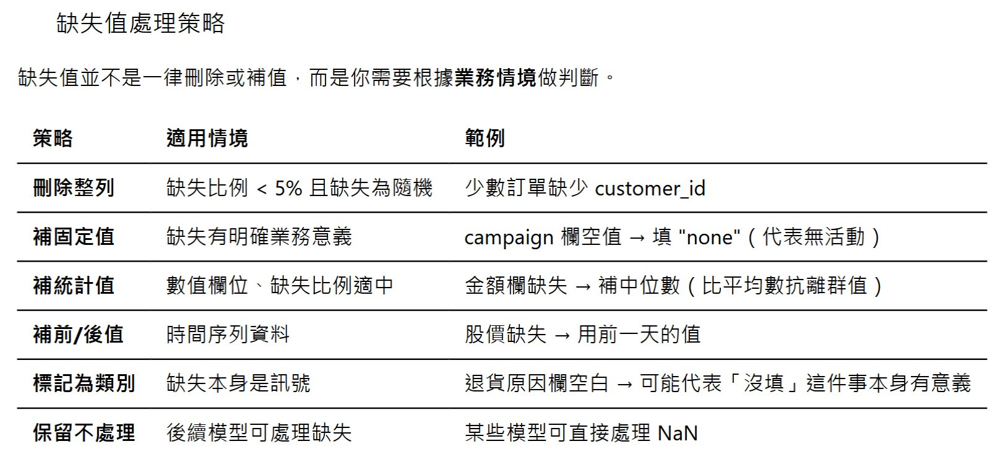 缺失值處理策略
缺失值並不是一律刪除或補值，而是你需要根據業務情境做判斷。
策略 適用情境 範例
刪除整列 缺失比例 < 5% 且缺失為隨機 少數訂單缺少 customer_id
補固定值 缺失有明確業務意義 campaign 欄空值 → 填 "none"（代表無活動）
補統計值 數值欄位、缺失比例適中 金額欄缺失 → 補中位數（比平均數抗離群值）
補前/後值 時間序列資料 股價缺失 → 用前一天的值
標記為類別 缺失本身是訊號 退貨原因欄空白 → 可能代表「沒填」這件事本身有意義
保留不處理 後續模型可處理缺失 某些模型可直接處理 NaN